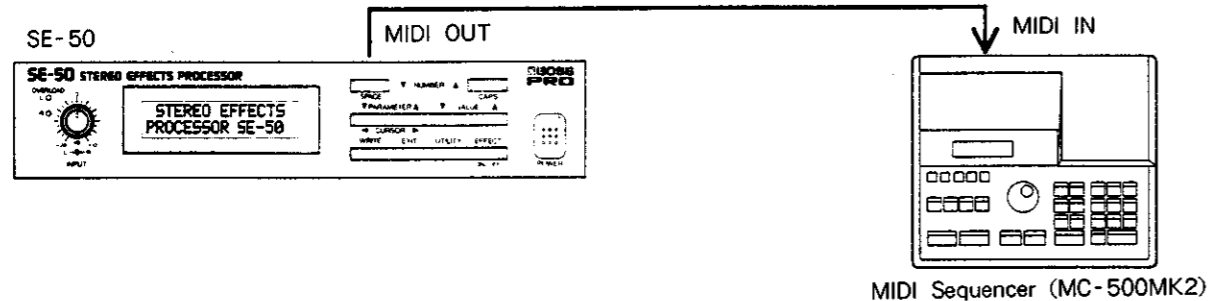 SE-50
MIDI OUT
MIDI IN
SE-50 STEREO EFFECTS PROCESSOR
BOSS
PRO
OVERLOAD
▼ NUMBER ▲
SPACE
CAPS
STEREO EFFECTS
PROCESSOR SE-50
▼ PARAMETER ▲ ▼ VALUE ▲
◄ CURSOR ►
WRITE EXIT UTILITY EFFECT
INPUT
POWER
MIDI Sequencer (MC-500MK2)